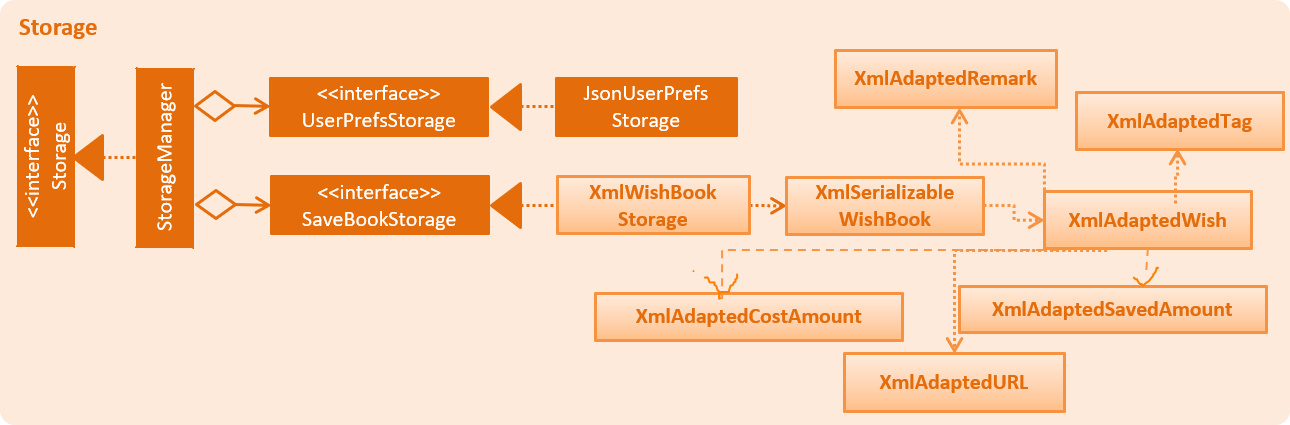 Storage
<<interface>>
Storage
StorageManager
<<interface>>
UserPrefsStorage
JsonUserPrefs
Storage
<<interface>>
SaveBookStorage
XmlWishBook
Storage
XmlSerializable
WishBook
XmlAdaptedRemark
XmlAdaptedTag
XmlAdaptedWish
XmlAdaptedCostAmount
XmlAdaptedSavedAmount
XmlAdaptedURL